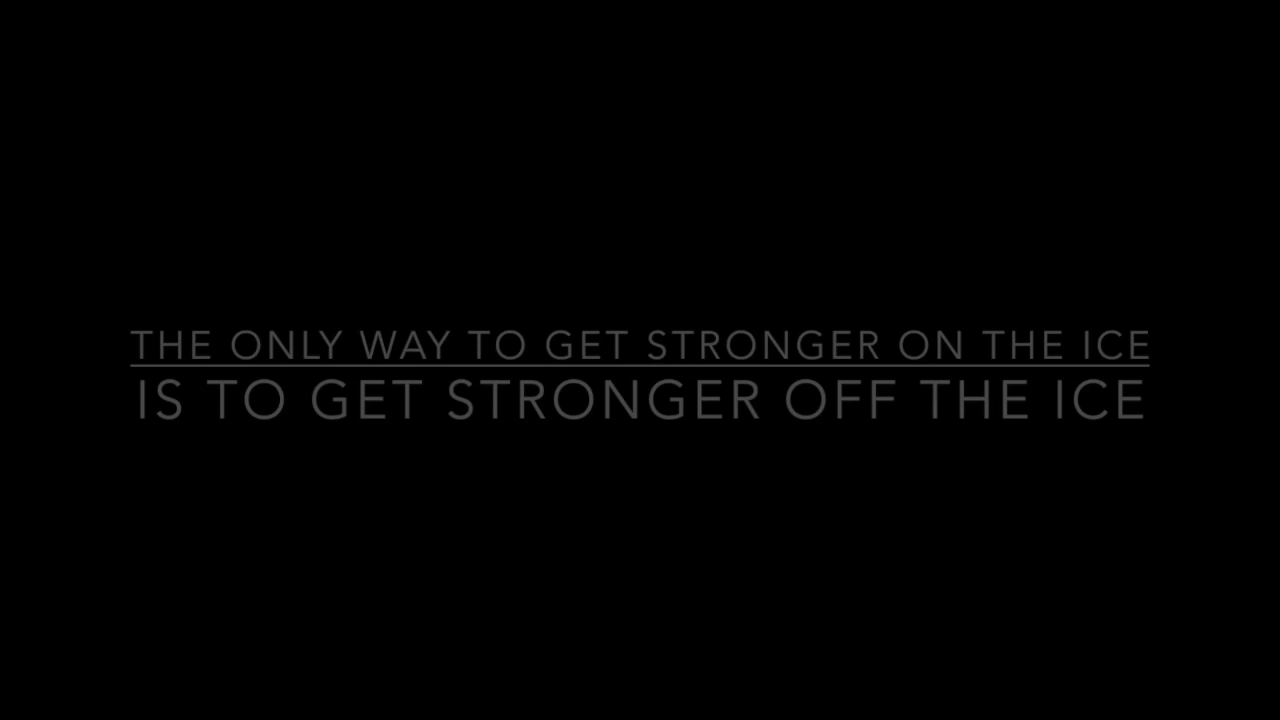 THE ONLY WAY TO GET STRONGER ON THE ICE
IS TO GET STRONGER OFF THE ICE